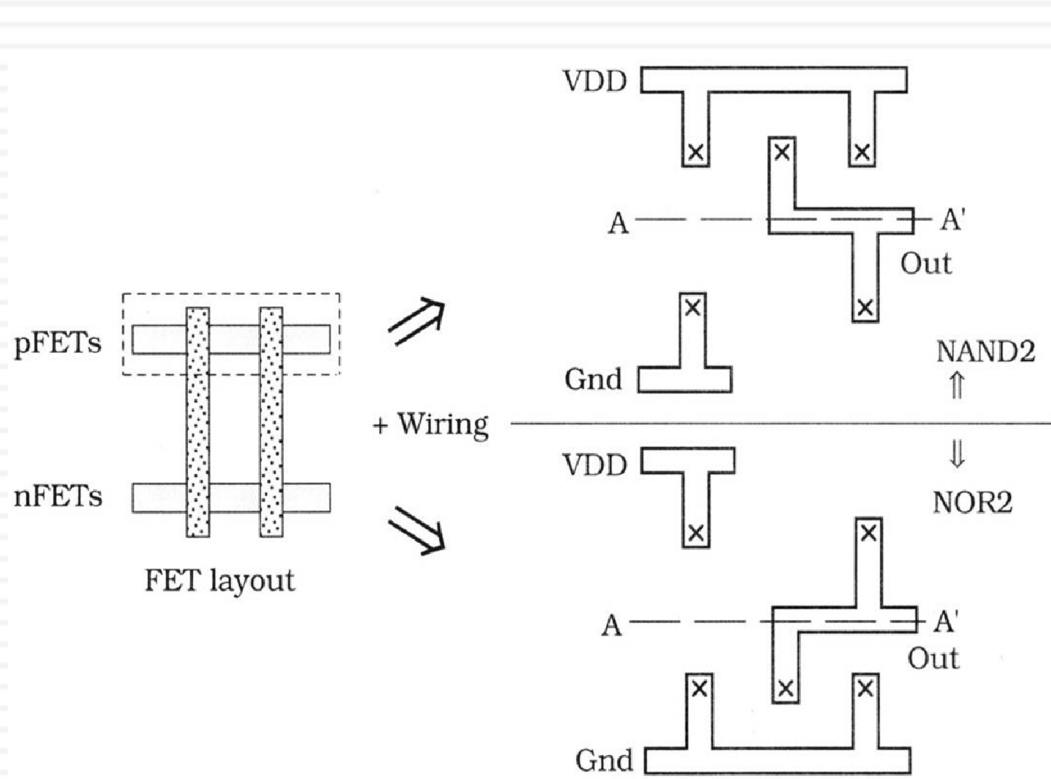 VDD
A
A'
Out
pFETs
Gnd
NAND2
+ Wiring
VDD
nFETs
NOR2
FET layout
A
A'
Out
Gnd